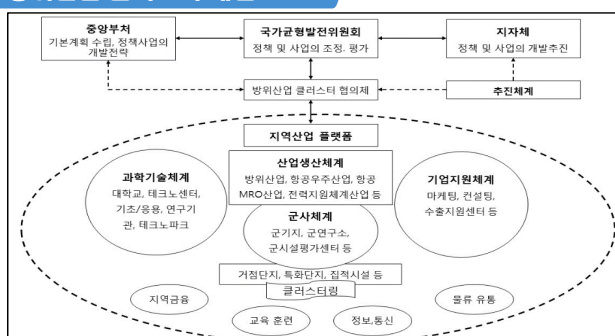 중앙부처
기본계획 수립, 정책사업의
개발전략
국가균형발전위원회
정책 및 사업의 조정. 평가
지자체
정책 및 사업의 개발추진
방위산업 클러스터 협의체
추진체계
지역산업 플랫폼
과학기술체계
대학교, 테크노센터,
기초/응용, 연구기
관, 테크노파크
산업생산체계
방위산업, 항공우주산업, 항공
MRO산업, 전력지원체계산업 등
기업지원체계
마케팅, 컨설팅,
수출지원센터 등
군사체계
군기지, 군연구소,
군시설평가센터 등
거점단지, 특화단지, 집적시설 등
클러스터링
지역금융
교육 훈련
정보,통신
물류 유통